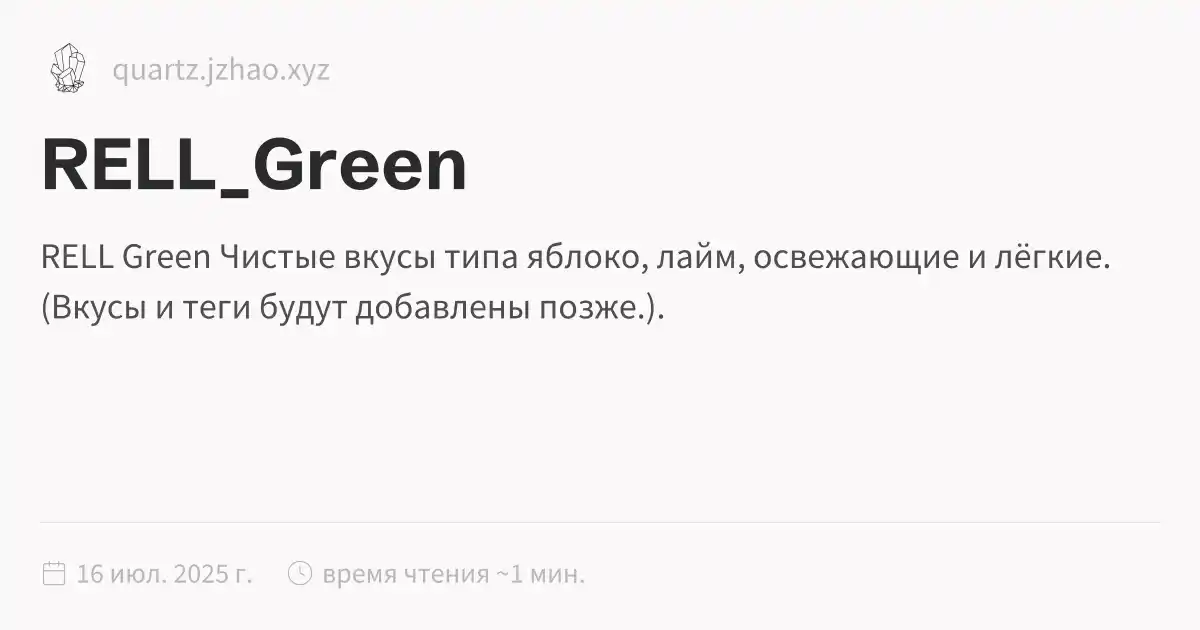 quartz.jzhao.xyz
RELL_Green
RELL Green Чистые вкусы типа яблоко, лайм, освежающие и лёгкие.
(Вкусы и теги будут добавлены позже.).
16 июл. 2025 г. время чтения ~1 мин.